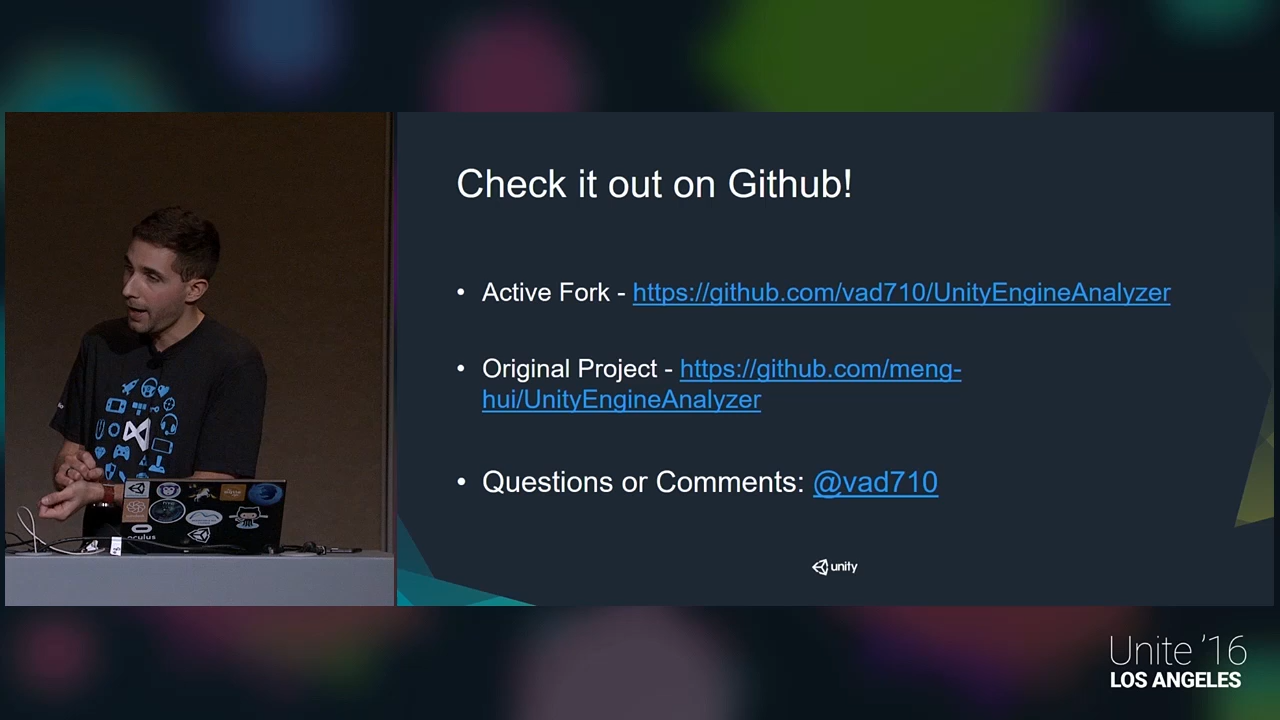 Check it out on Github!
• Active Fork - https://github.com/vad710/UnityEngineAnalyzer
• Original Project - https://github.com/meng-
hui/UnityEngineAnalyzer
• Questions or Comments: @vad710
unity
oculus
Unite '16
LOS ANGELES